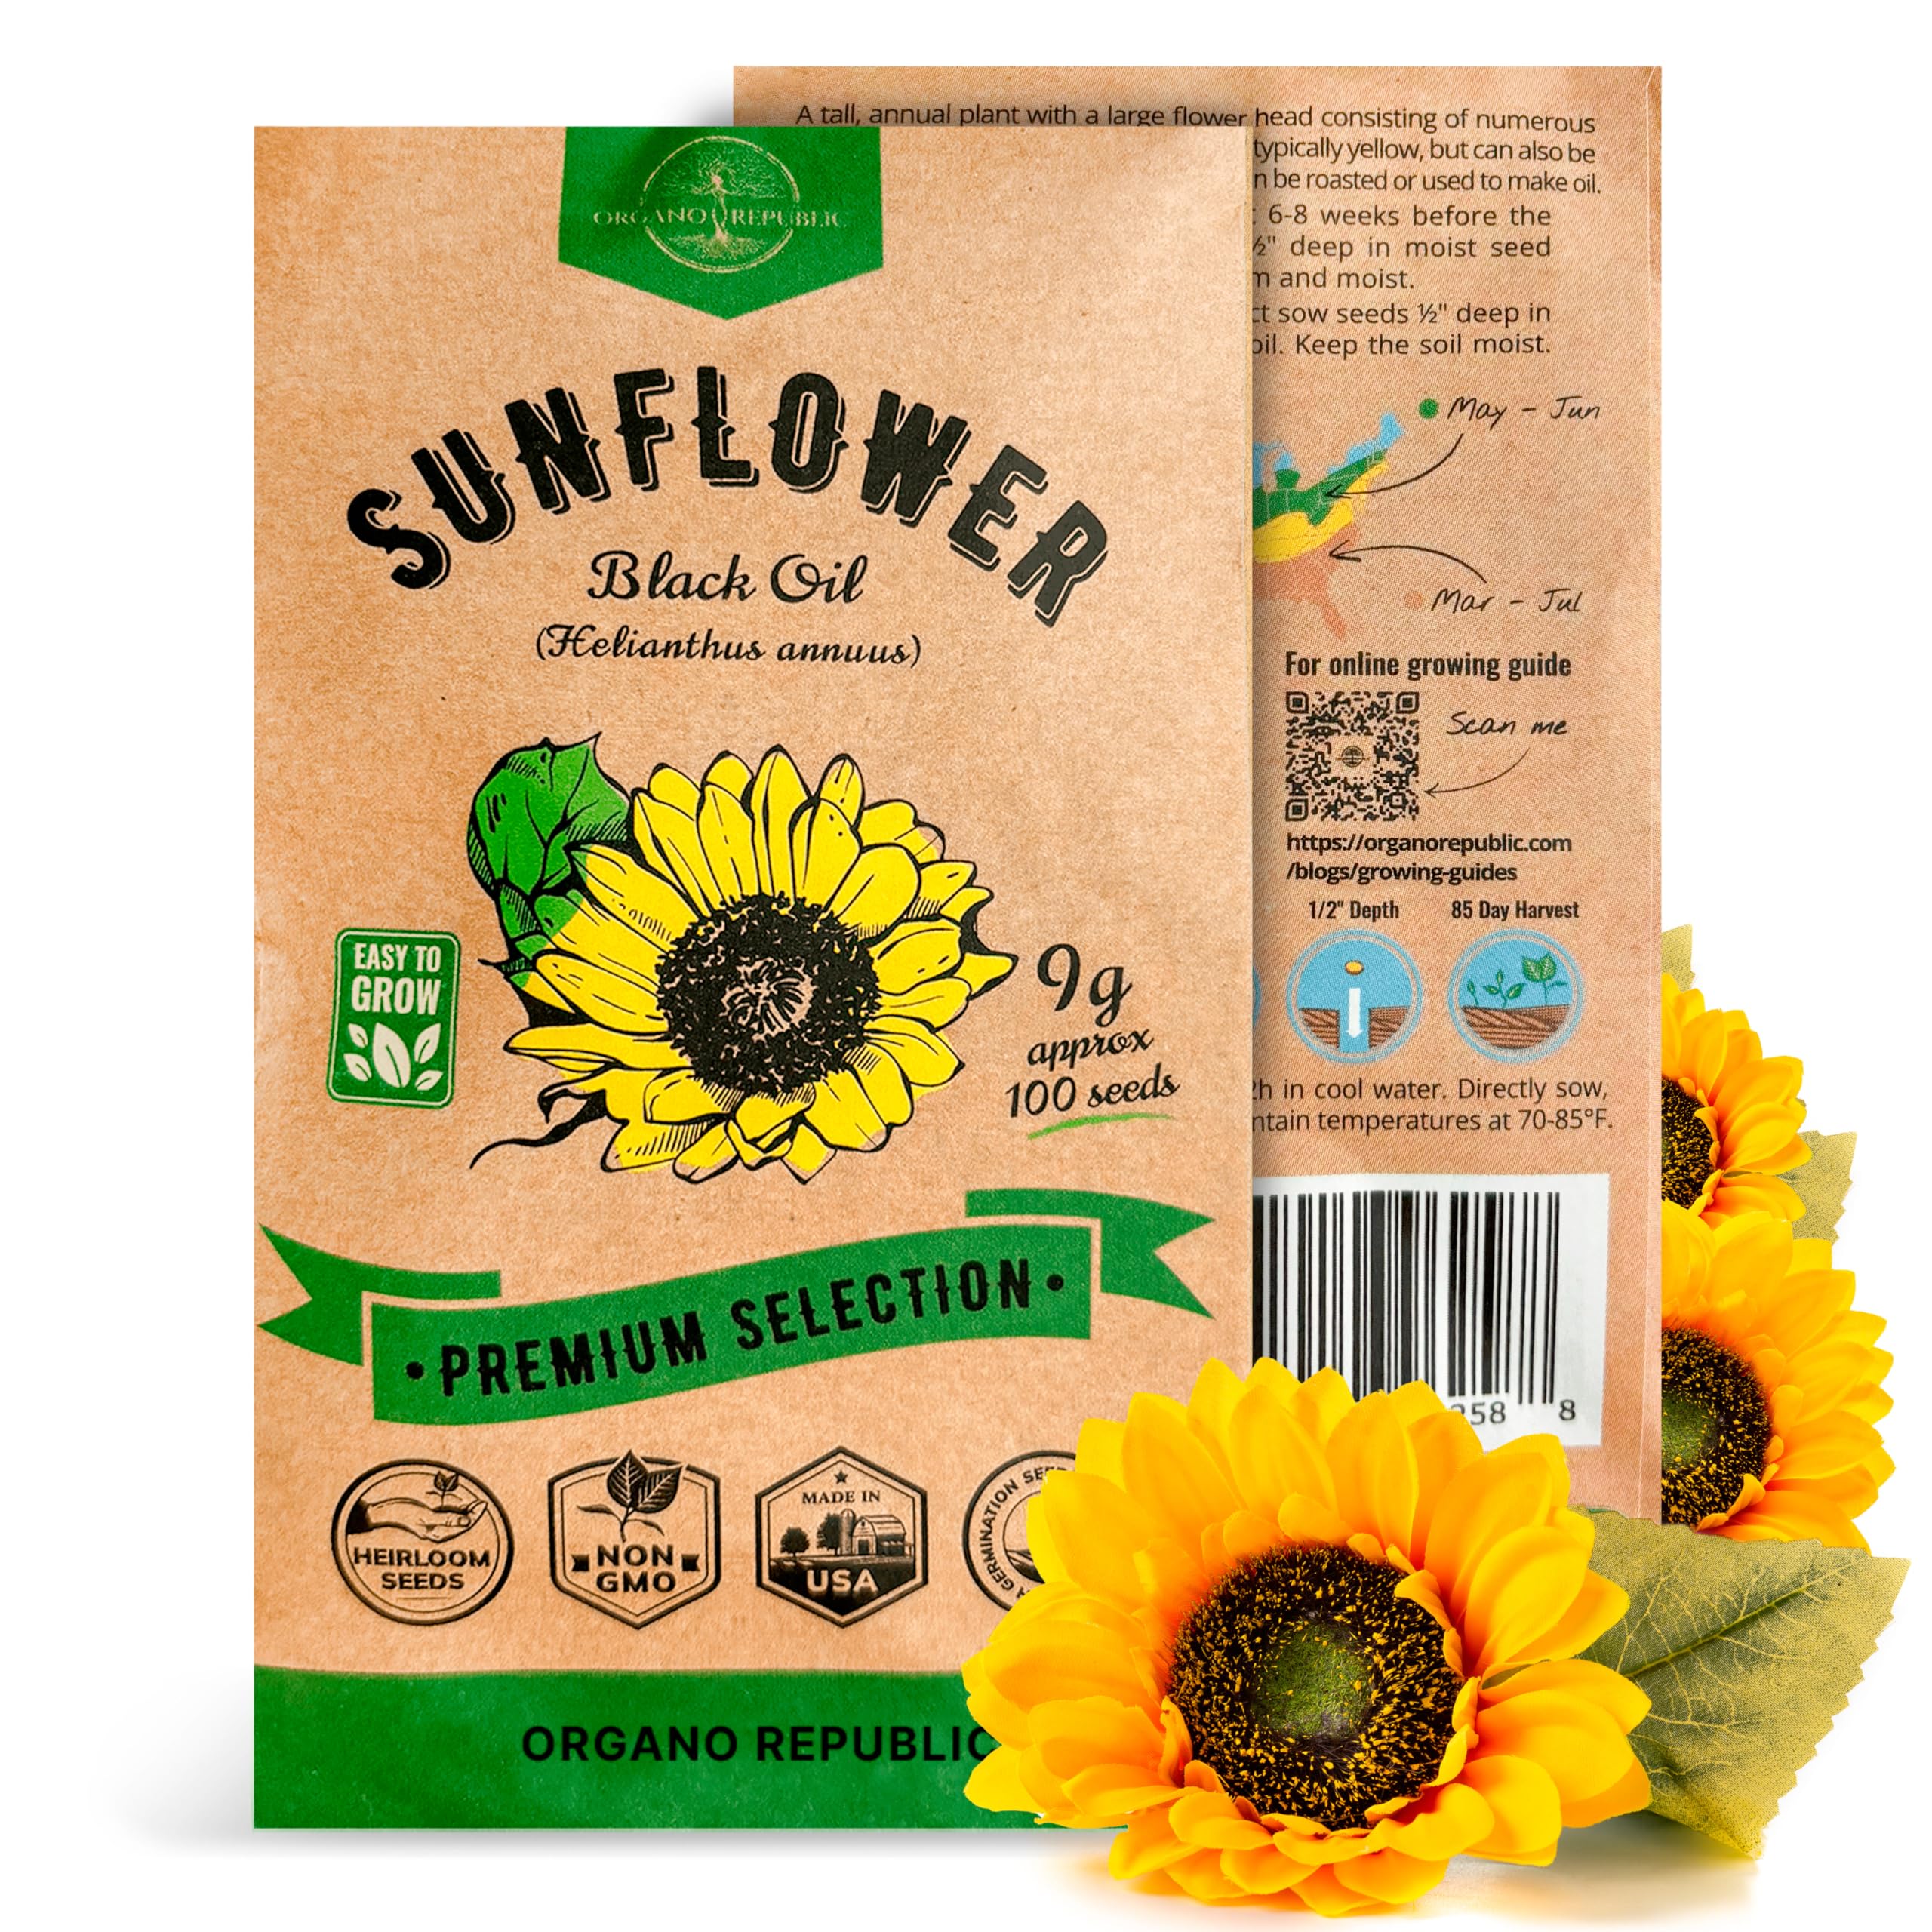 ORGANO REPUBLIC
SUNFLOWER
Black Oil
(Helianthus annuus)
EASY TO
GROW
9g
approx
100 seeds
• PREMIUM SELECTION •
HEIRLOOM
SEEDS
NON
GMO
MADE IN
USA
GERMINATION
ORGANO REPUBLIC
A tall, annual plant with a large flower head consisting of numerous
typically yellow, but can also be
be roasted or used to make oil.
6-8 weeks before the
½" deep in moist seed
and moist.
sow seeds ½" deep in
Keep the soil moist.
May - Jun
Mar - Jul
For online growing guide
Scan me
https://organorepublic.com
/blogs/growing-guides
1/2" Depth
85 Day Harvest
in cool water. Directly sow,
temperatures at 70-85°F.
258 8